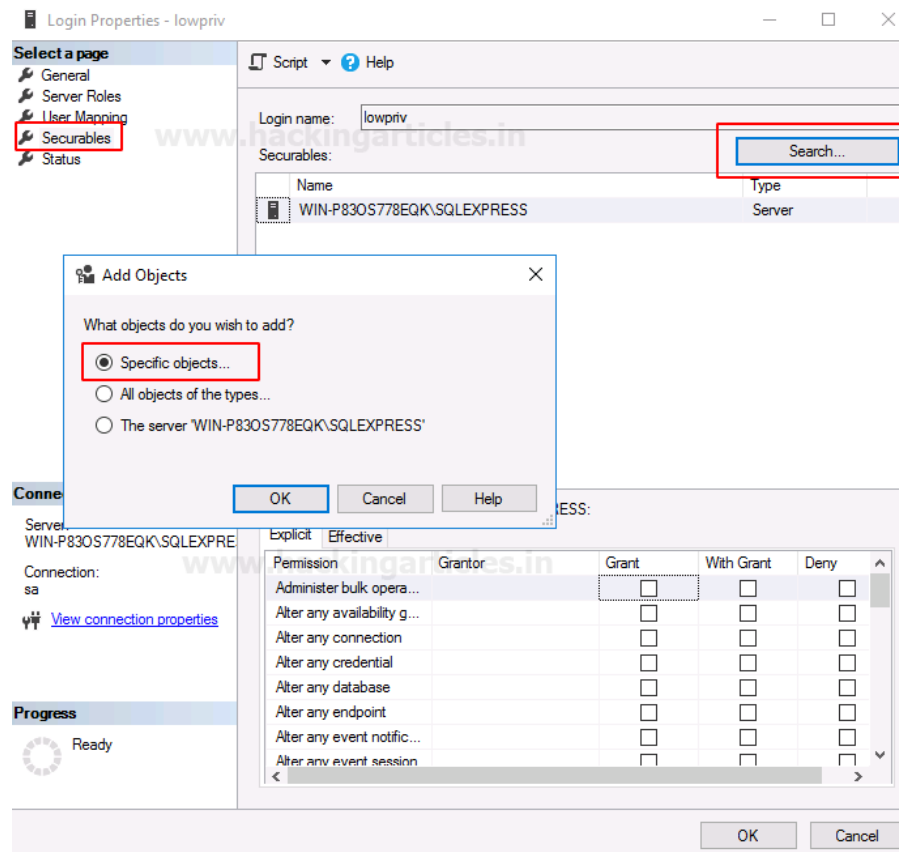 Login Properties - lowpriv
Select a page
General
Server Roles
User Mapping
Securables
Status
Script
Help
Login name:
lowpriv
www.hackingarticles.in
Securables:
Search...
Name
Type
WIN-P83OS778EQK\SQLEXPRESS
Server
Add Objects
What objects do you wish to add?
Specific objects...
All objects of the types...
The server 'WIN-P83OS778EQK\SQLEXPRESS'
OK
Cancel
Help
Conne
Server
WIN-P83OS778EQK\SQLEXPRE
Connection:
sa
View connection properties
Progress
Ready
ESS:
Explicit
Effective
www.hackingarticles.in
Permission
Grantor
Grant
With Grant
Deny
Administer bulk opera...
Alter any availability g...
Alter any connection
Alter any credential
Alter any database
Alter any endpoint
Alter any event notific...
Alter any event session
OK
Cancel